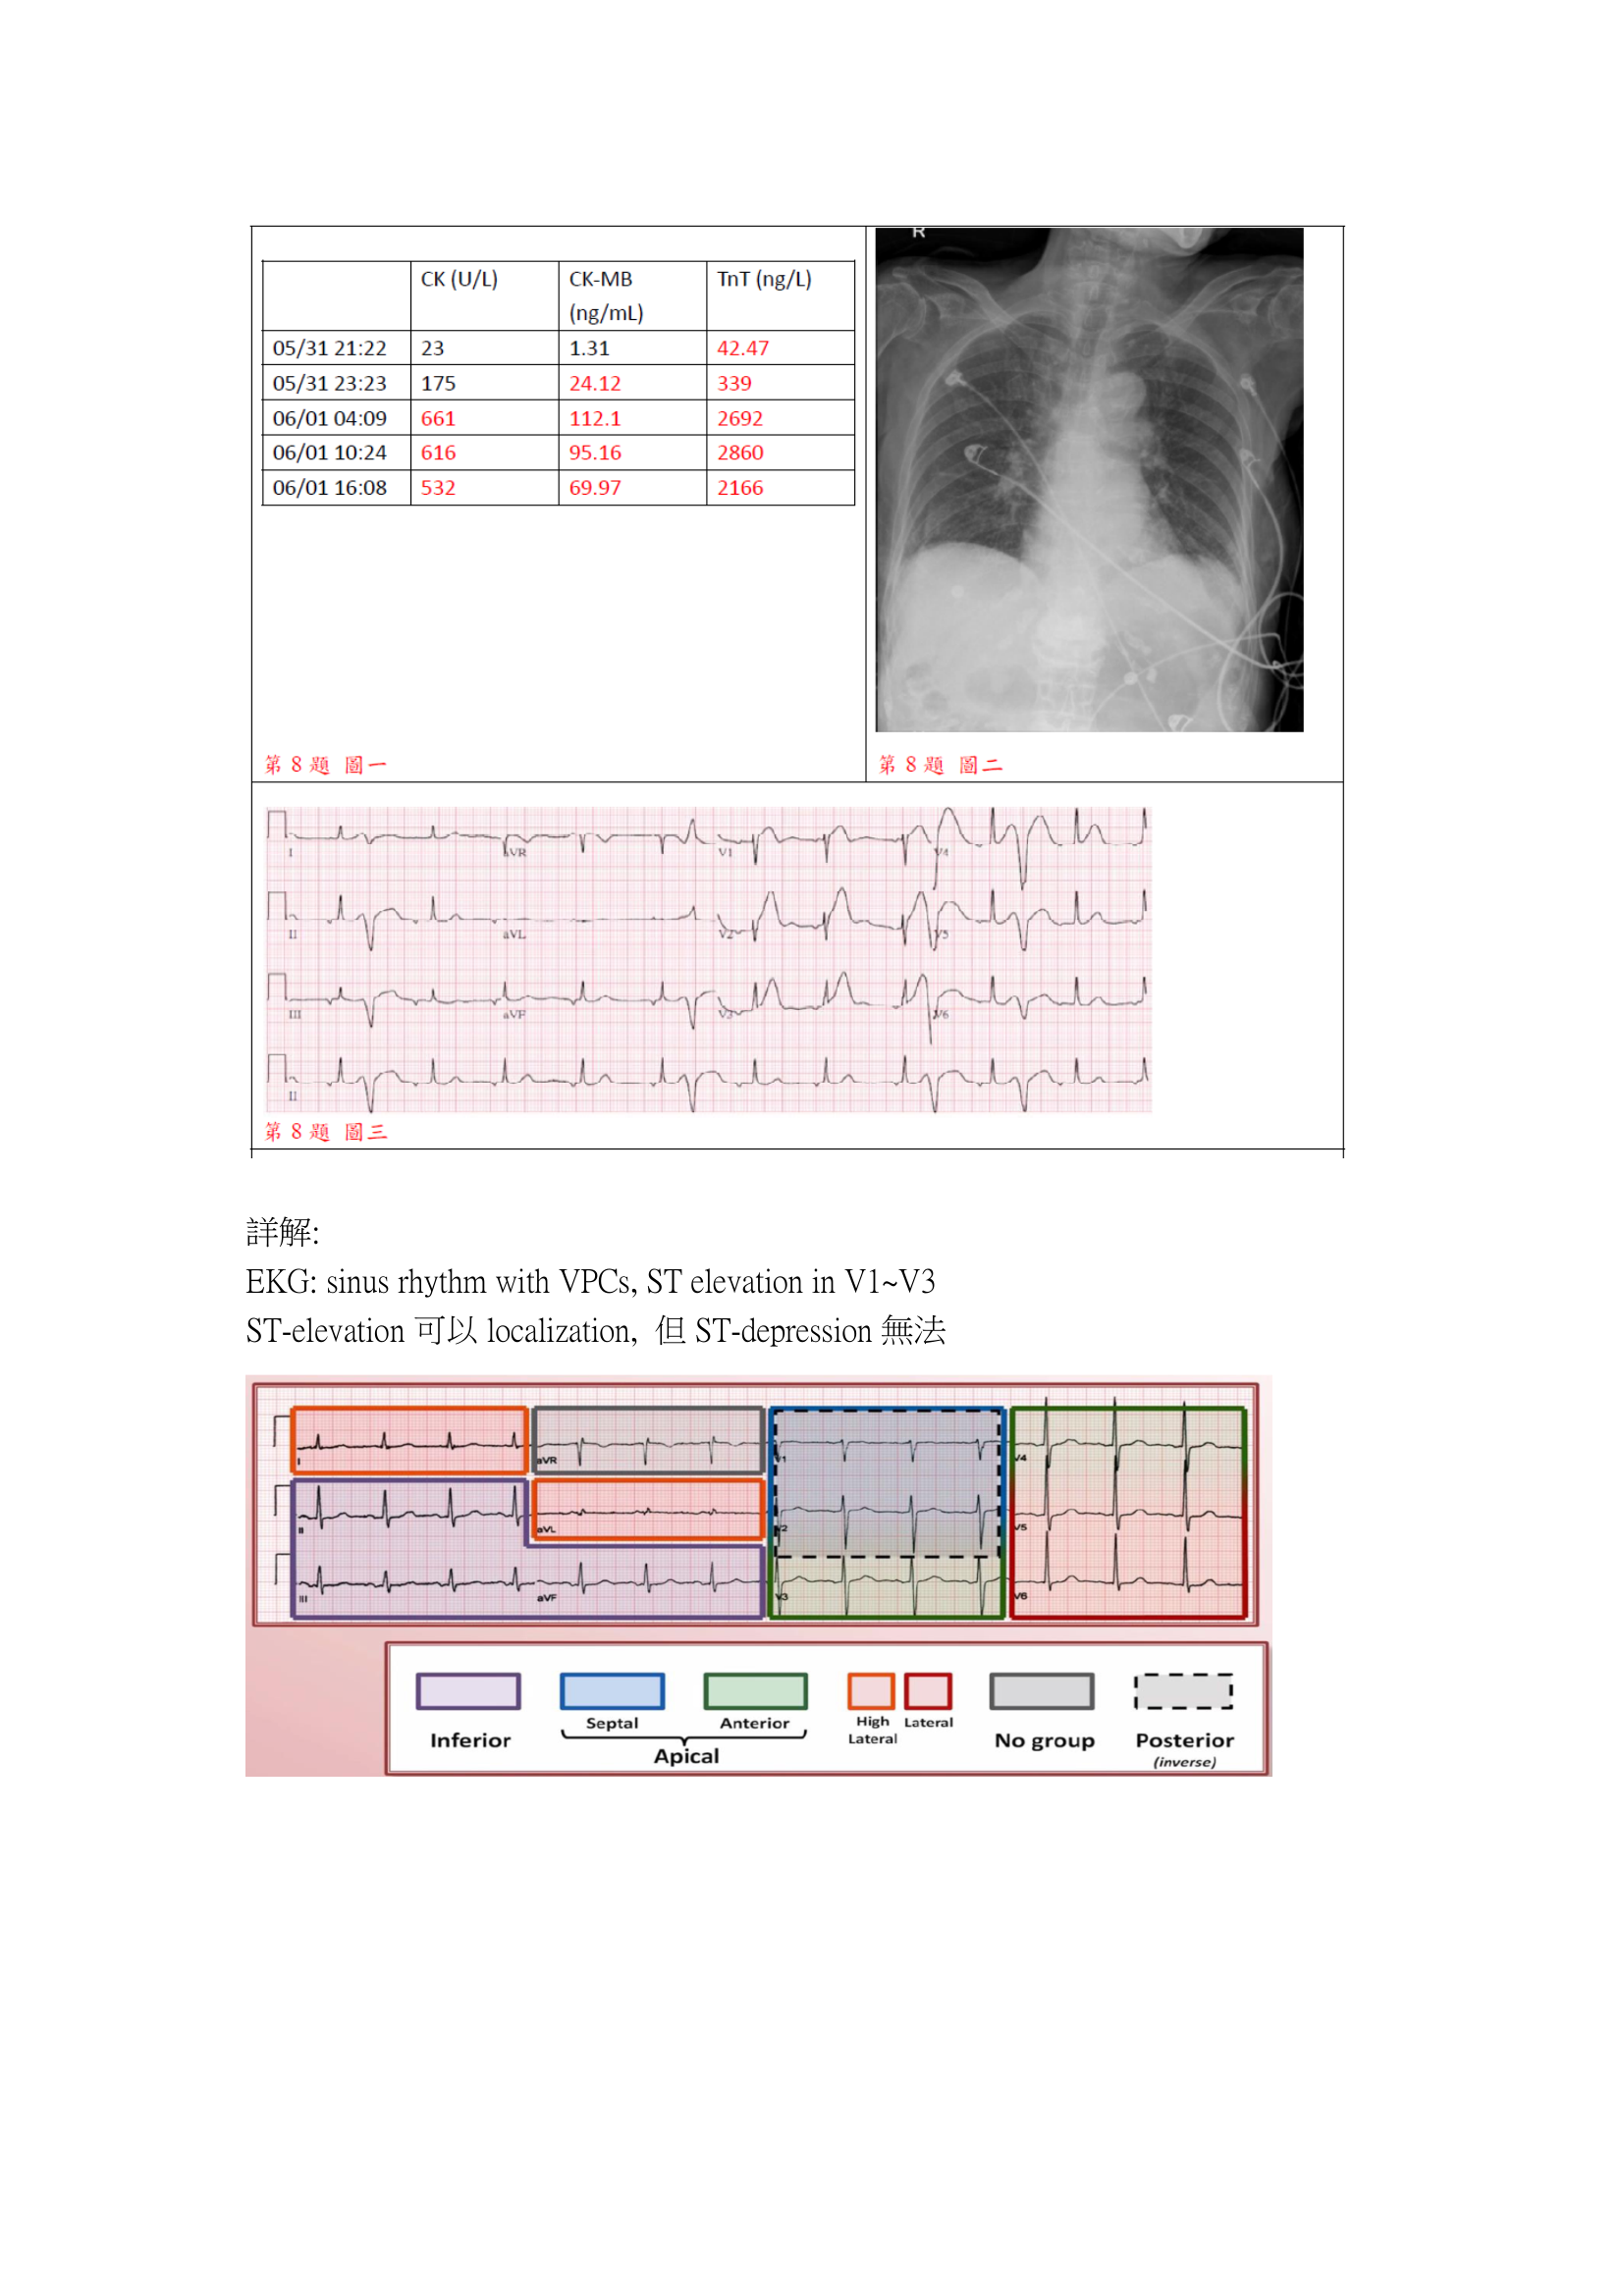 CK (U/L) CK-MB (ng/mL) TnT (ng/L)
05/31 21:22 23 1.31 42.47
05/31 23:23 175 24.12 339
06/01 04:09 661 112.1 2692
06/01 10:24 616 95.16 2860
06/01 16:08 532 69.97 2166
R
第 8 題 圖一
第 8 題 圖二
I aVR V1 V4
II aVL V2 V5
III aVF V3 V6
II
第 8 題 圖三
詳解:
EKG: sinus rhythm with VPCs, ST elevation in V1~V3
ST-elevation 可以 localization, 但 ST-depression 無法
I aVR V1 V4
II aVL V2 V5
III aVF V3 V6
Inferior
Septal Anterior
Apical
High Lateral
Lateral
No group
Posterior
(inverse)